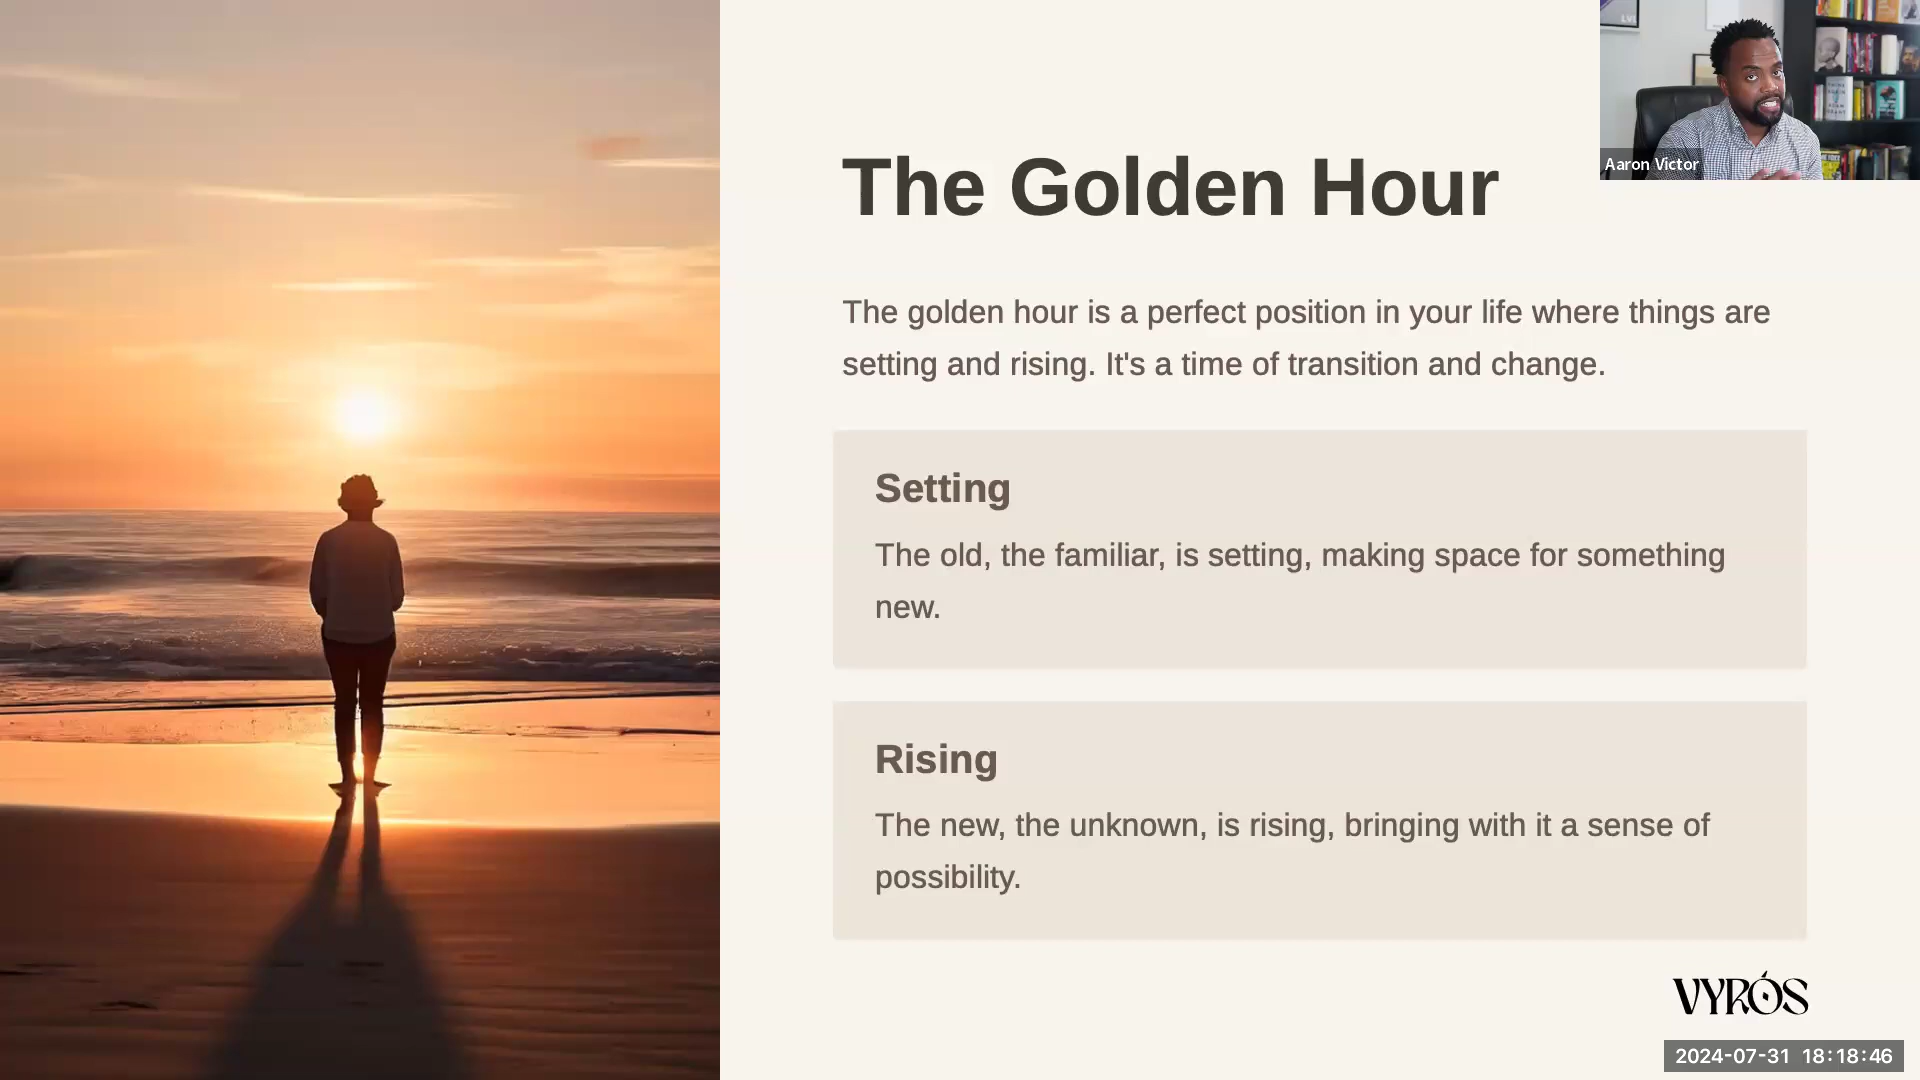 The Golden Hour
The golden hour is a perfect position in your life where things are
setting and rising. It's a time of transition and change.
Setting
The old, the familiar, is setting, making space for something
new.
Rising
The new, the unknown, is rising, bringing with it a sense of
possibility.
Aaron Victor
VYRÓS
2024-07-31 18:18:46